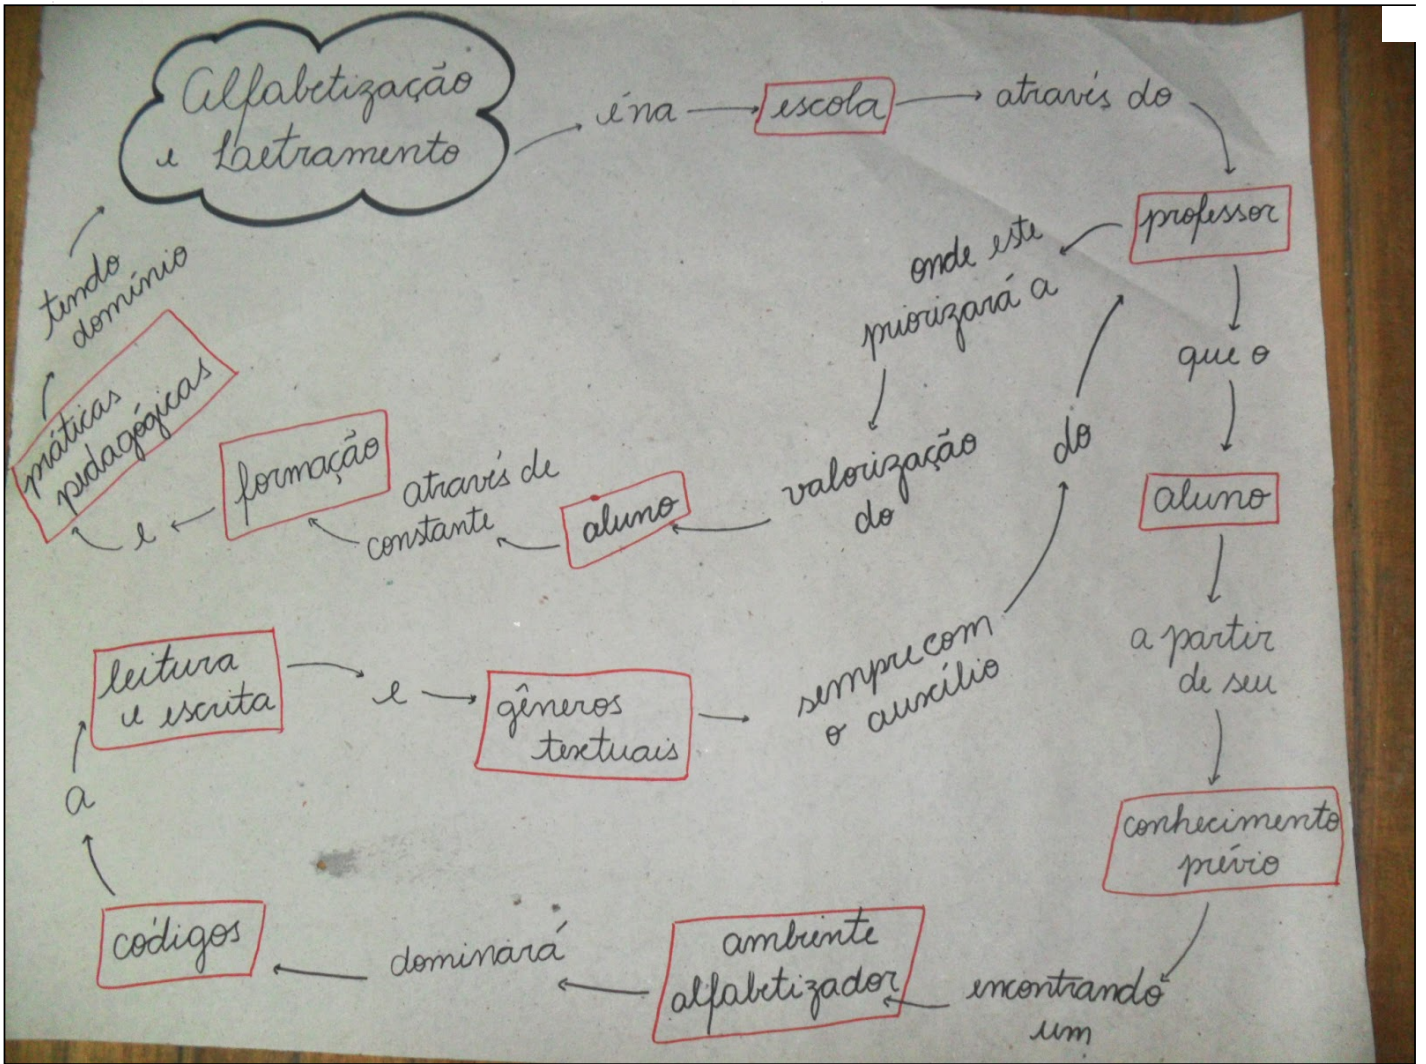 Alfabetização
e Laetramento
é na
escola
através do
professor
que o
aluno
a partir
de seu
conhecimento
prévio
encontrando
um
ambiente
alfabetizador
dominará
códigos
a
leitura
e escrita
e
gêneros
textuais
sempre com
o auxílio
do
onde este
priorizará a
valorização
do
aluno
através de
constante
formação
e
práticas
pedagógicas
tendo
domínio